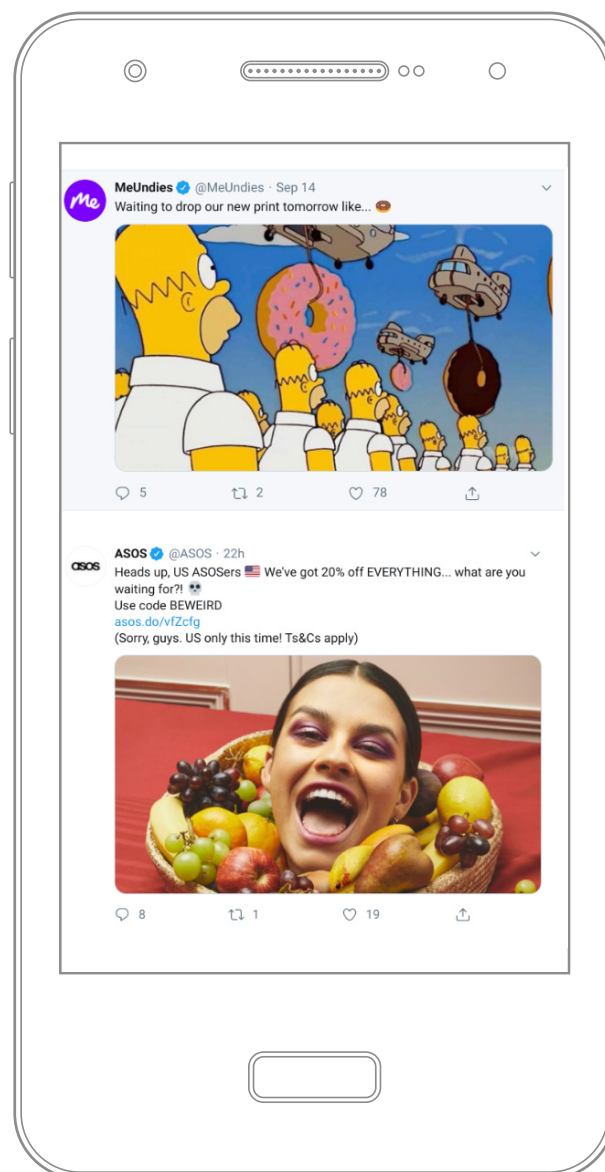 Me
MeUndies @MeUndies · Sep 14
Waiting to drop our new print tomorrow like... 🍩
5 2 78
asos
ASOS @ASOS · 22h
Heads up, US ASOSers 🇺🇸 We've got 20% off EVERYTHING... what are you
waiting for?! 💀
Use code BEWEIRD
asos.do/vfZcfg
(Sorry, guys. US only this time! Ts&Cs apply)
8 1 19